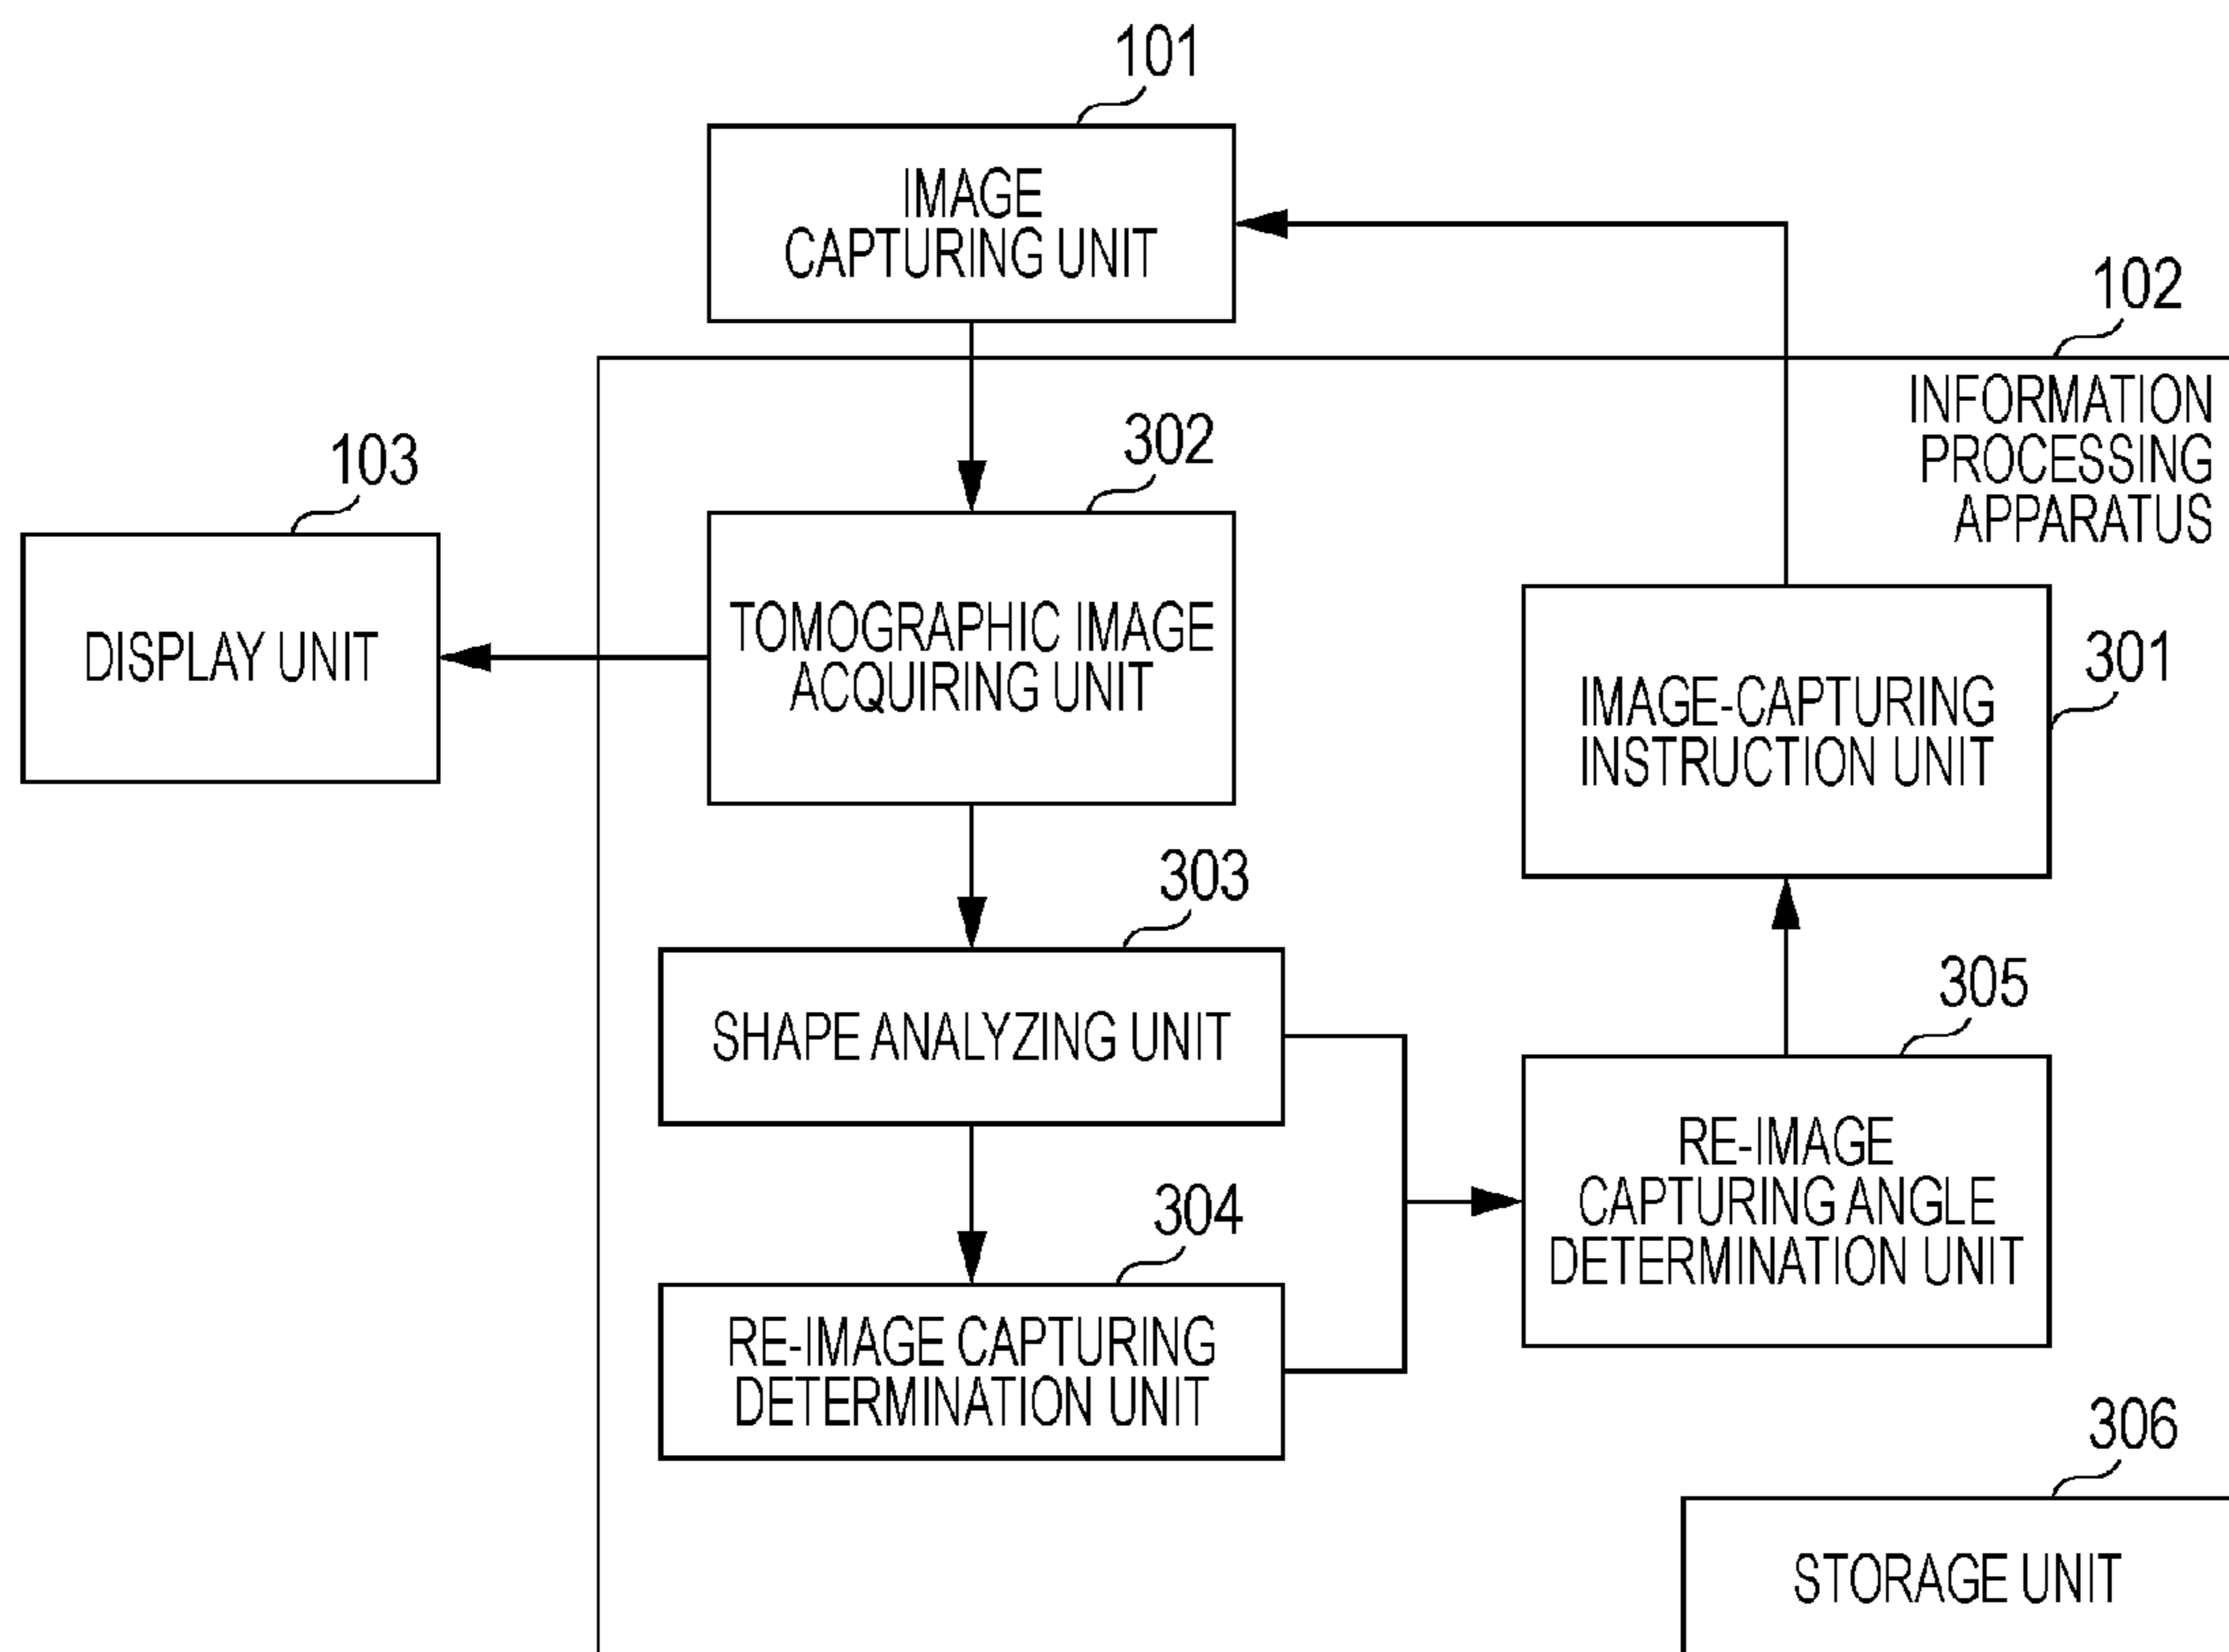 101
IMAGE
CAPTURING UNIT
102
INFORMATION
PROCESSING
APPARATUS
103
DISPLAY UNIT
302
TOMOGRAPHIC IMAGE
ACQUIRING UNIT
301
IMAGE-CAPTURING
INSTRUCTION UNIT
303
SHAPE ANALYZING UNIT
305
RE-IMAGE
CAPTURING ANGLE
DETERMINATION UNIT
304
RE-IMAGE CAPTURING
DETERMINATION UNIT
306
STORAGE UNIT